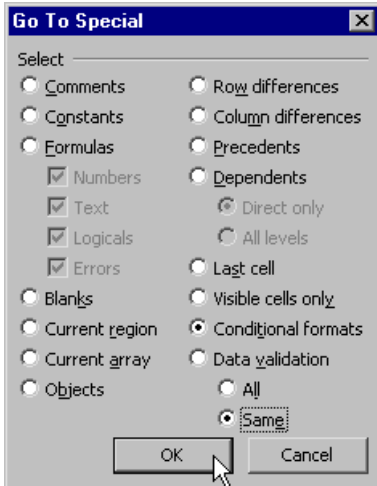 Go To Special
Select
Comments
Constants
Formulas
Numbers
Text
Logicals
Errors
Blanks
Current region
Current array
Objects
Row differences
Column differences
Precedents
Dependents
Direct only
All levels
Last cell
Visible cells only
Conditional formats
Data validation
All
Same
OK
Cancel